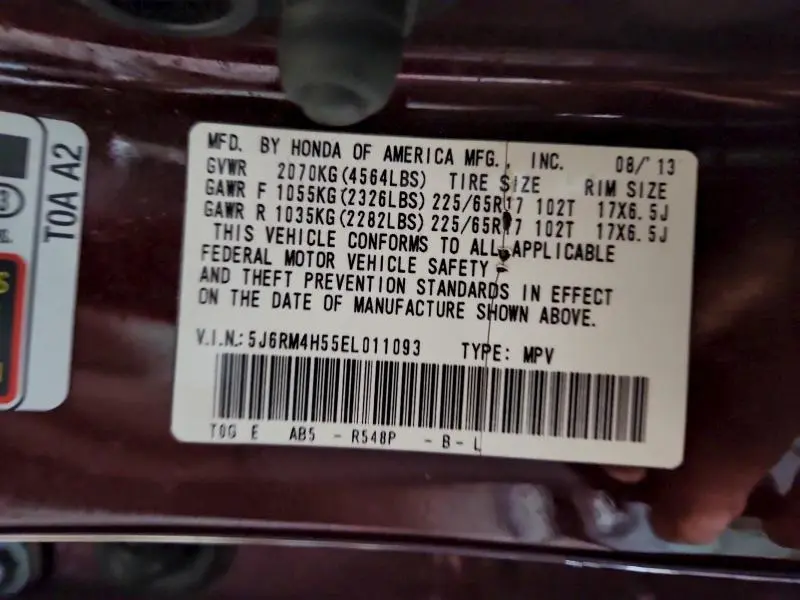 MFD. BY HONDA OF AMERICA MFG., INC. 08/13
GVWR 2070KG(4564LBS) TIRE SIZE RIM SIZE
GAWR F 1055KG(2326LBS) 225/65R17 102T 17X6.5J
GAWR R 1035KG(2282LBS) 225/65R17 102T 17X6.5J
THIS VEHICLE CONFORMS TO ALL APPLICABLE
FEDERAL MOTOR VEHICLE SAFETY
AND THEFT PREVENTION STANDARDS IN EFFECT
ON THE DATE OF MANUFACTURE SHOWN ABOVE.
V.I.N.: 5J6RM4H55EL011093 TYPE: MPV
T0G E AB5 - R548P - B - L
T0A A2